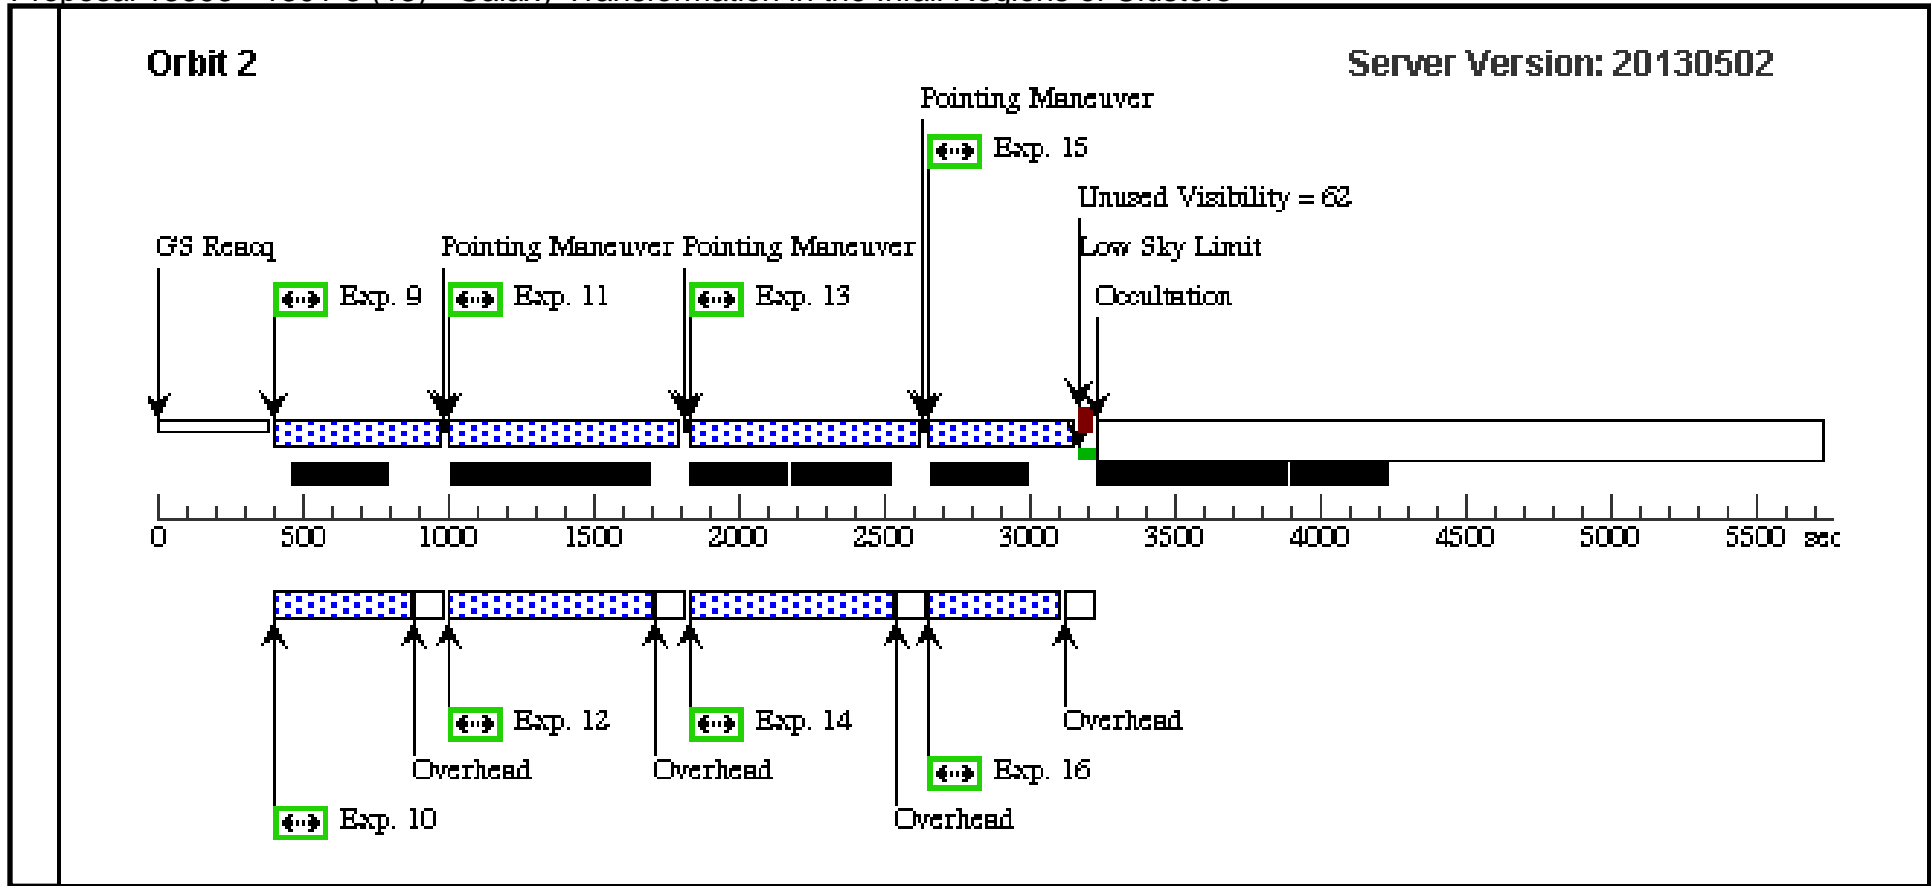 Orbit 2
Server Version: 20130502
Pointing Maneuver
Exp. 15
Unused Visibility = 62
GS Reacq
Pointing Maneuver
Pointing Maneuver
Low Sky Limit
Exp. 9
Exp. 11
Exp. 13
Occultation
0 500 1000 1500 2000 2500 3000 3500 4000 4500 5000 5500 sec
Exp. 12
Exp. 14
Overhead
Overhead
Overhead
Exp. 16
Exp. 10
Overhead